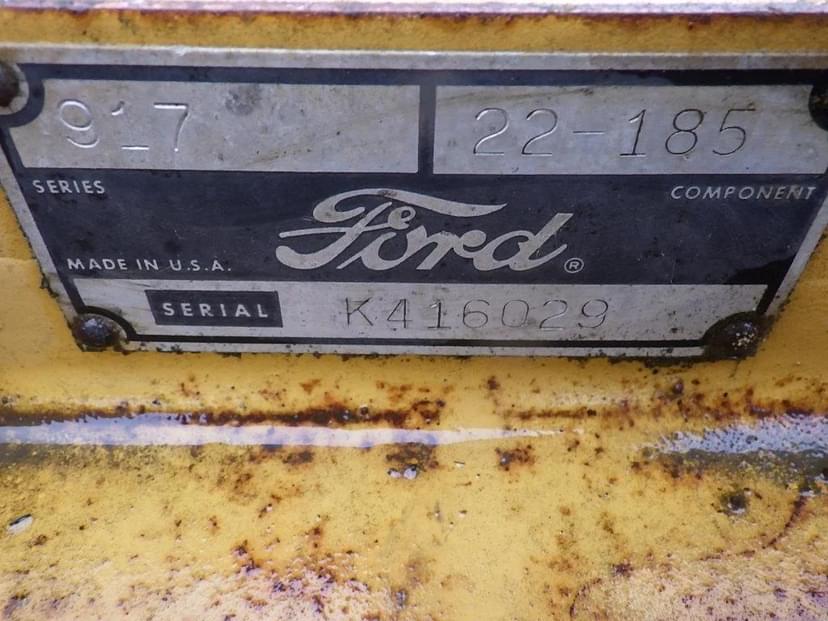 917 22-185
SERIES COMPONENT
Ford ®
MADE IN U.S.A.
SERIAL K416029